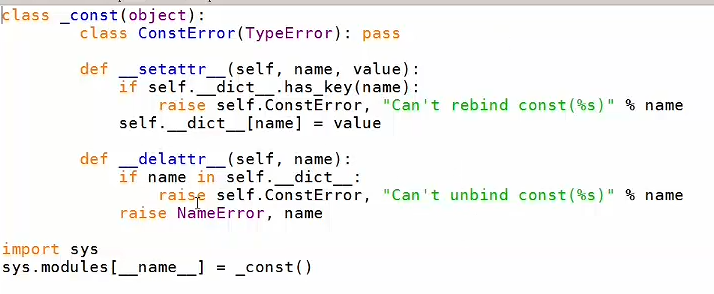 class _const(object):
        class ConstError(TypeError): pass

        def __setattr__(self, name, value):
            if self.__dict__.has_key(name):
                raise self.ConstError, "Can't rebind const(%s)" % name
            self.__dict__[name] = value

        def __delattr__(self, name):
            if name in self.__dict__:
                raise self.ConstError, "Can't unbind const(%s)" % name
            raise NameError, name

import sys
sys.modules[__name__] = _const()